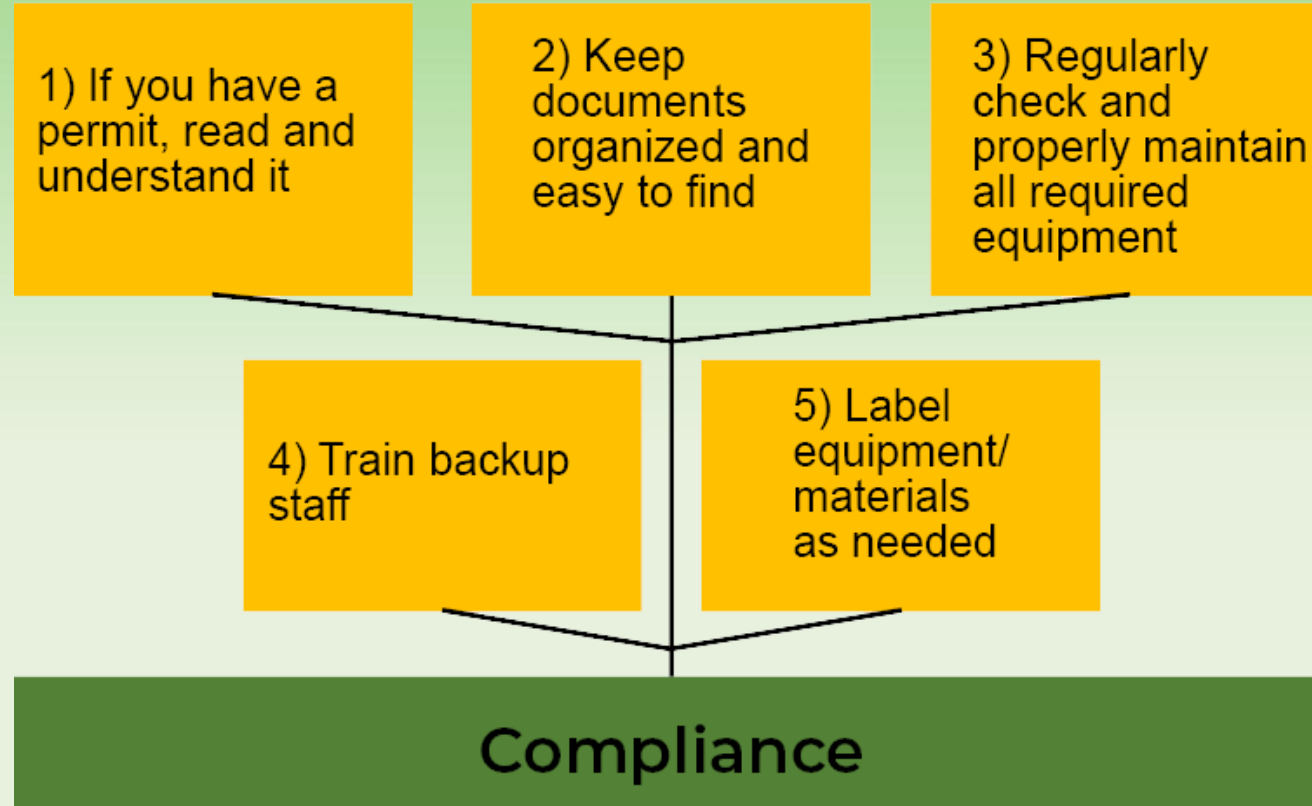 1) If you have a
permit, read and
understand it
2) Keep
documents
organized and
easy to find
3) Regularly
check and
properly maintain
all required
equipment
4) Train backup
staff
5) Label
equipment/
materials
as needed
Compliance